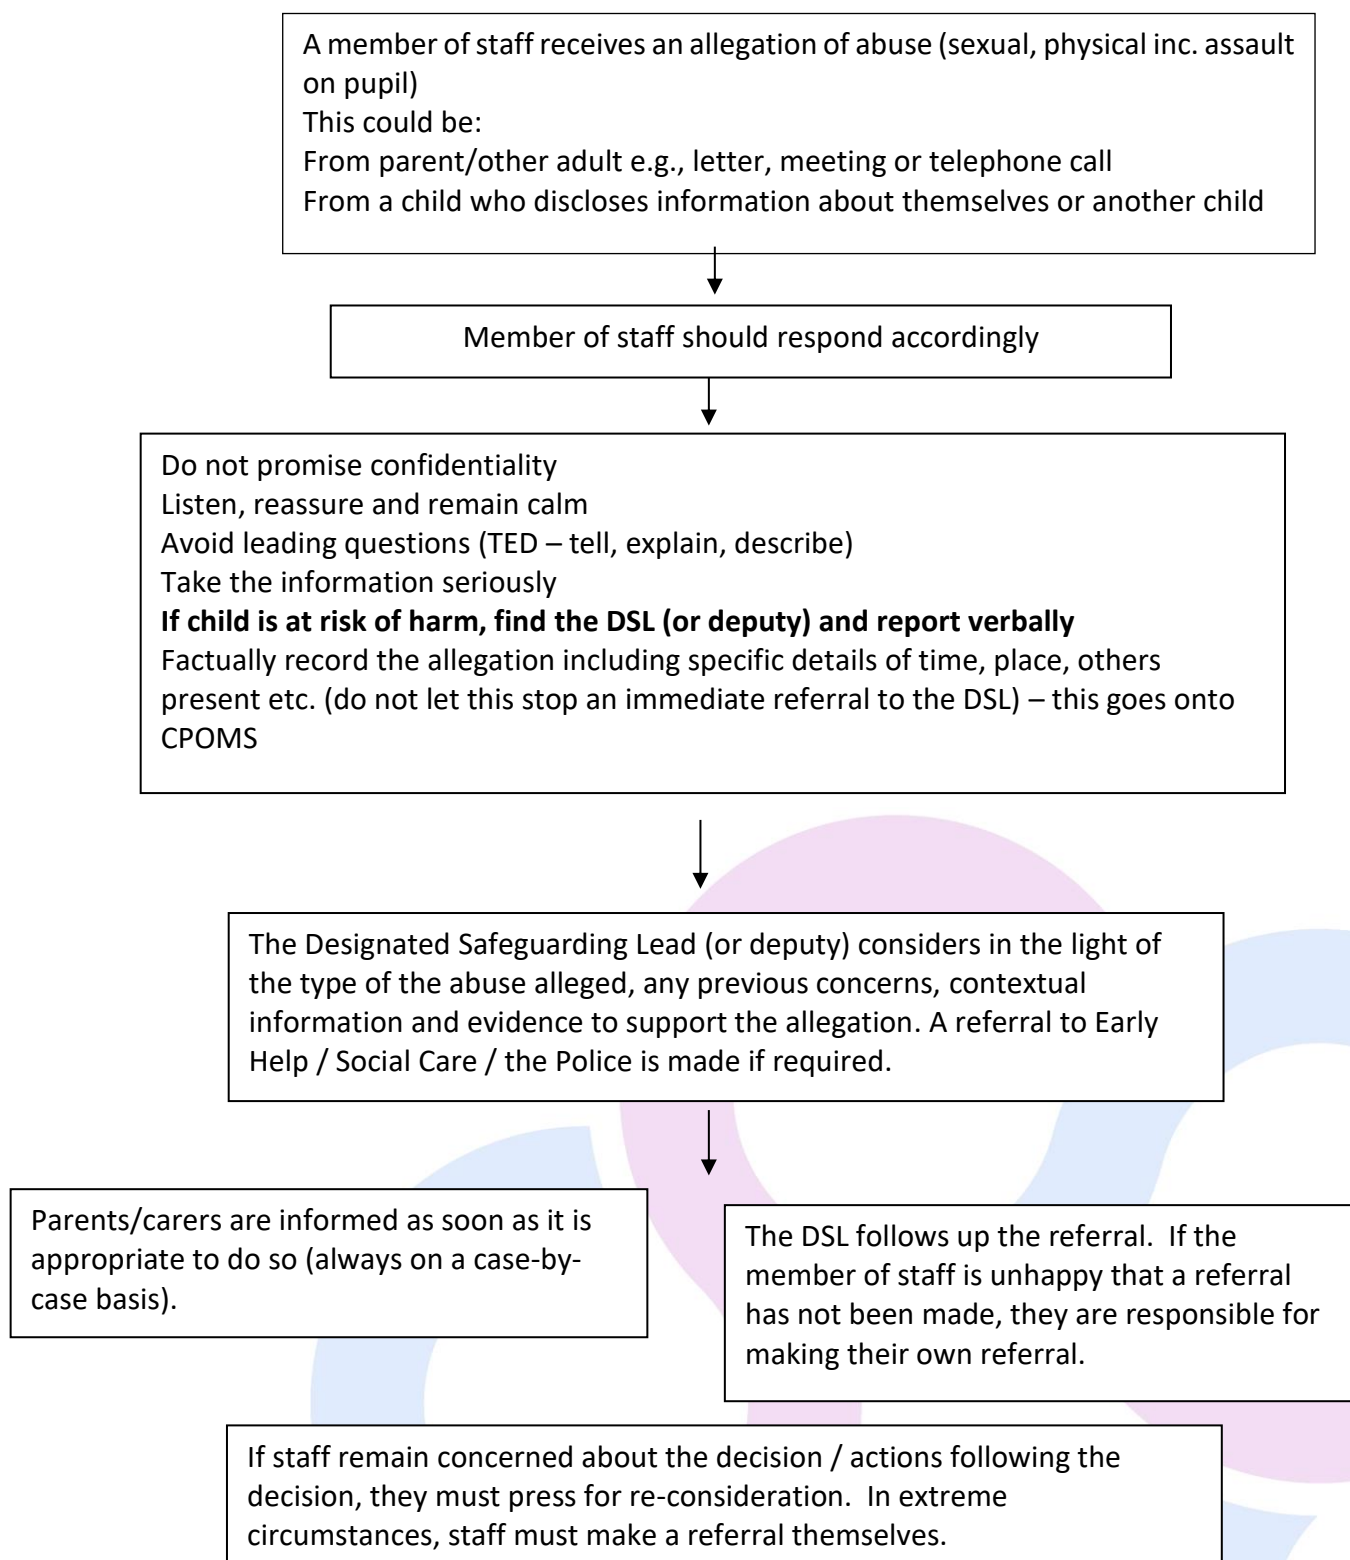 A member of staff receives an allegation of abuse (sexual, physical inc. assault
on pupil)
This could be:
From parent/other adult e.g., letter, meeting or telephone call
From a child who discloses information about themselves or another child
Member of staff should respond accordingly
Do not promise confidentiality
Listen, reassure and remain calm
Avoid leading questions (TED – tell, explain, describe)
Take the information seriously
If child is at risk of harm, find the DSL (or deputy) and report verbally
Factually record the allegation including specific details of time, place, others
present etc. (do not let this stop an immediate referral to the DSL) – this goes onto
CPOMS
The Designated Safeguarding Lead (or deputy) considers in the light of
the type of the abuse alleged, any previous concerns, contextual
information and evidence to support the allegation. A referral to Early
Help / Social Care / the Police is made if required.
Parents/carers are informed as soon as it is
appropriate to do so (always on a case-by-
case basis).
The DSL follows up the referral.  If the
member of staff is unhappy that a referral
has not been made, they are responsible for
making their own referral.
If staff remain concerned about the decision / actions following the
decision, they must press for re-consideration.  In extreme
circumstances, staff must make a referral themselves.